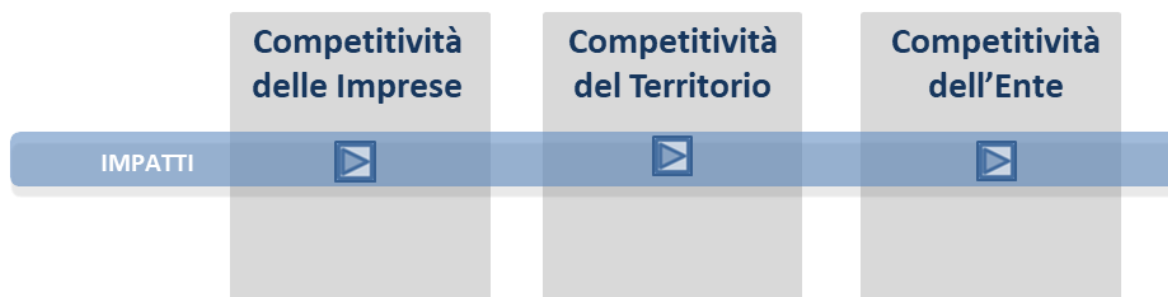 Competitività
delle Imprese
Competitività
del Territorio
Competitività
dell’Ente
IMPATTI